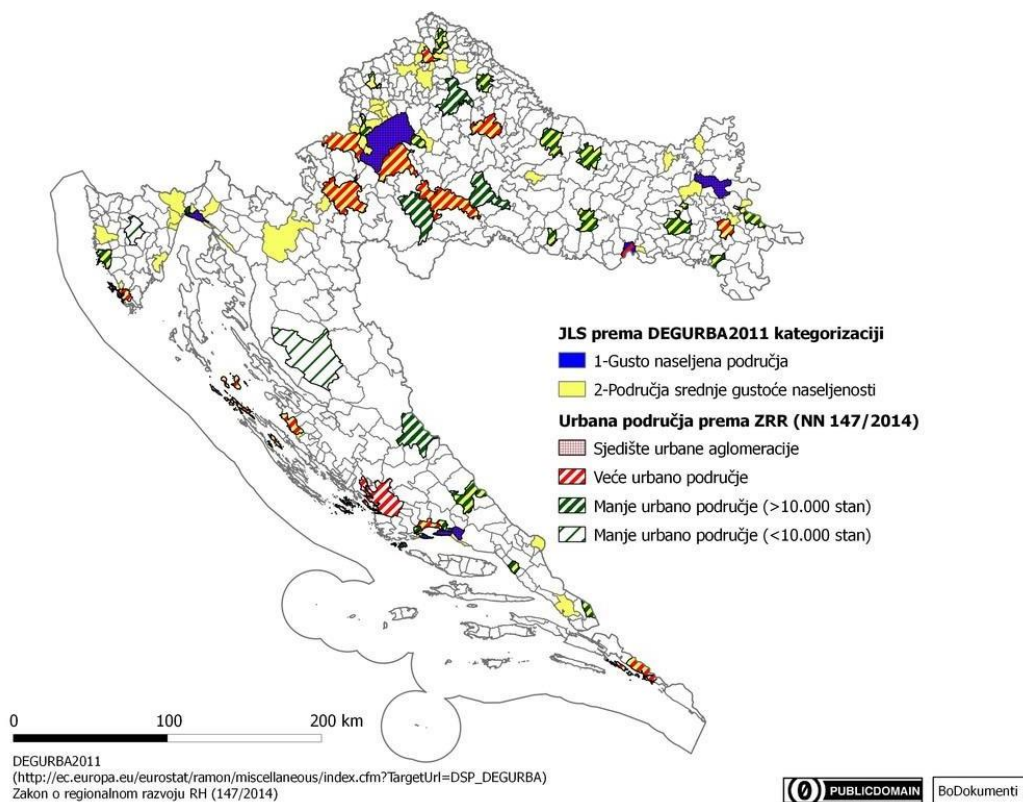 JLS prema DEGURBA2011 kategorizaciji
1-Gusto naseljena područja
2-Područja srednje gustoće naseljenosti
Urbana područja prema ZRR (NN 147/2014)
Sjedište urbane aglomeracije
Veće urbano područje
Manje urbano područje (>10.000 stan)
Manje urbano područje (<10.000 stan)
0 100 200 km
DEGURBA2011
(http://ec.europa.eu/eurostat/ramon/miscellaneous/index.cfm?TargetUrl=DSP_DEGURBA)
Zakon o regionalnom razvoju RH (147/2014)
0 PUBLICDOMAIN BoDokumenti